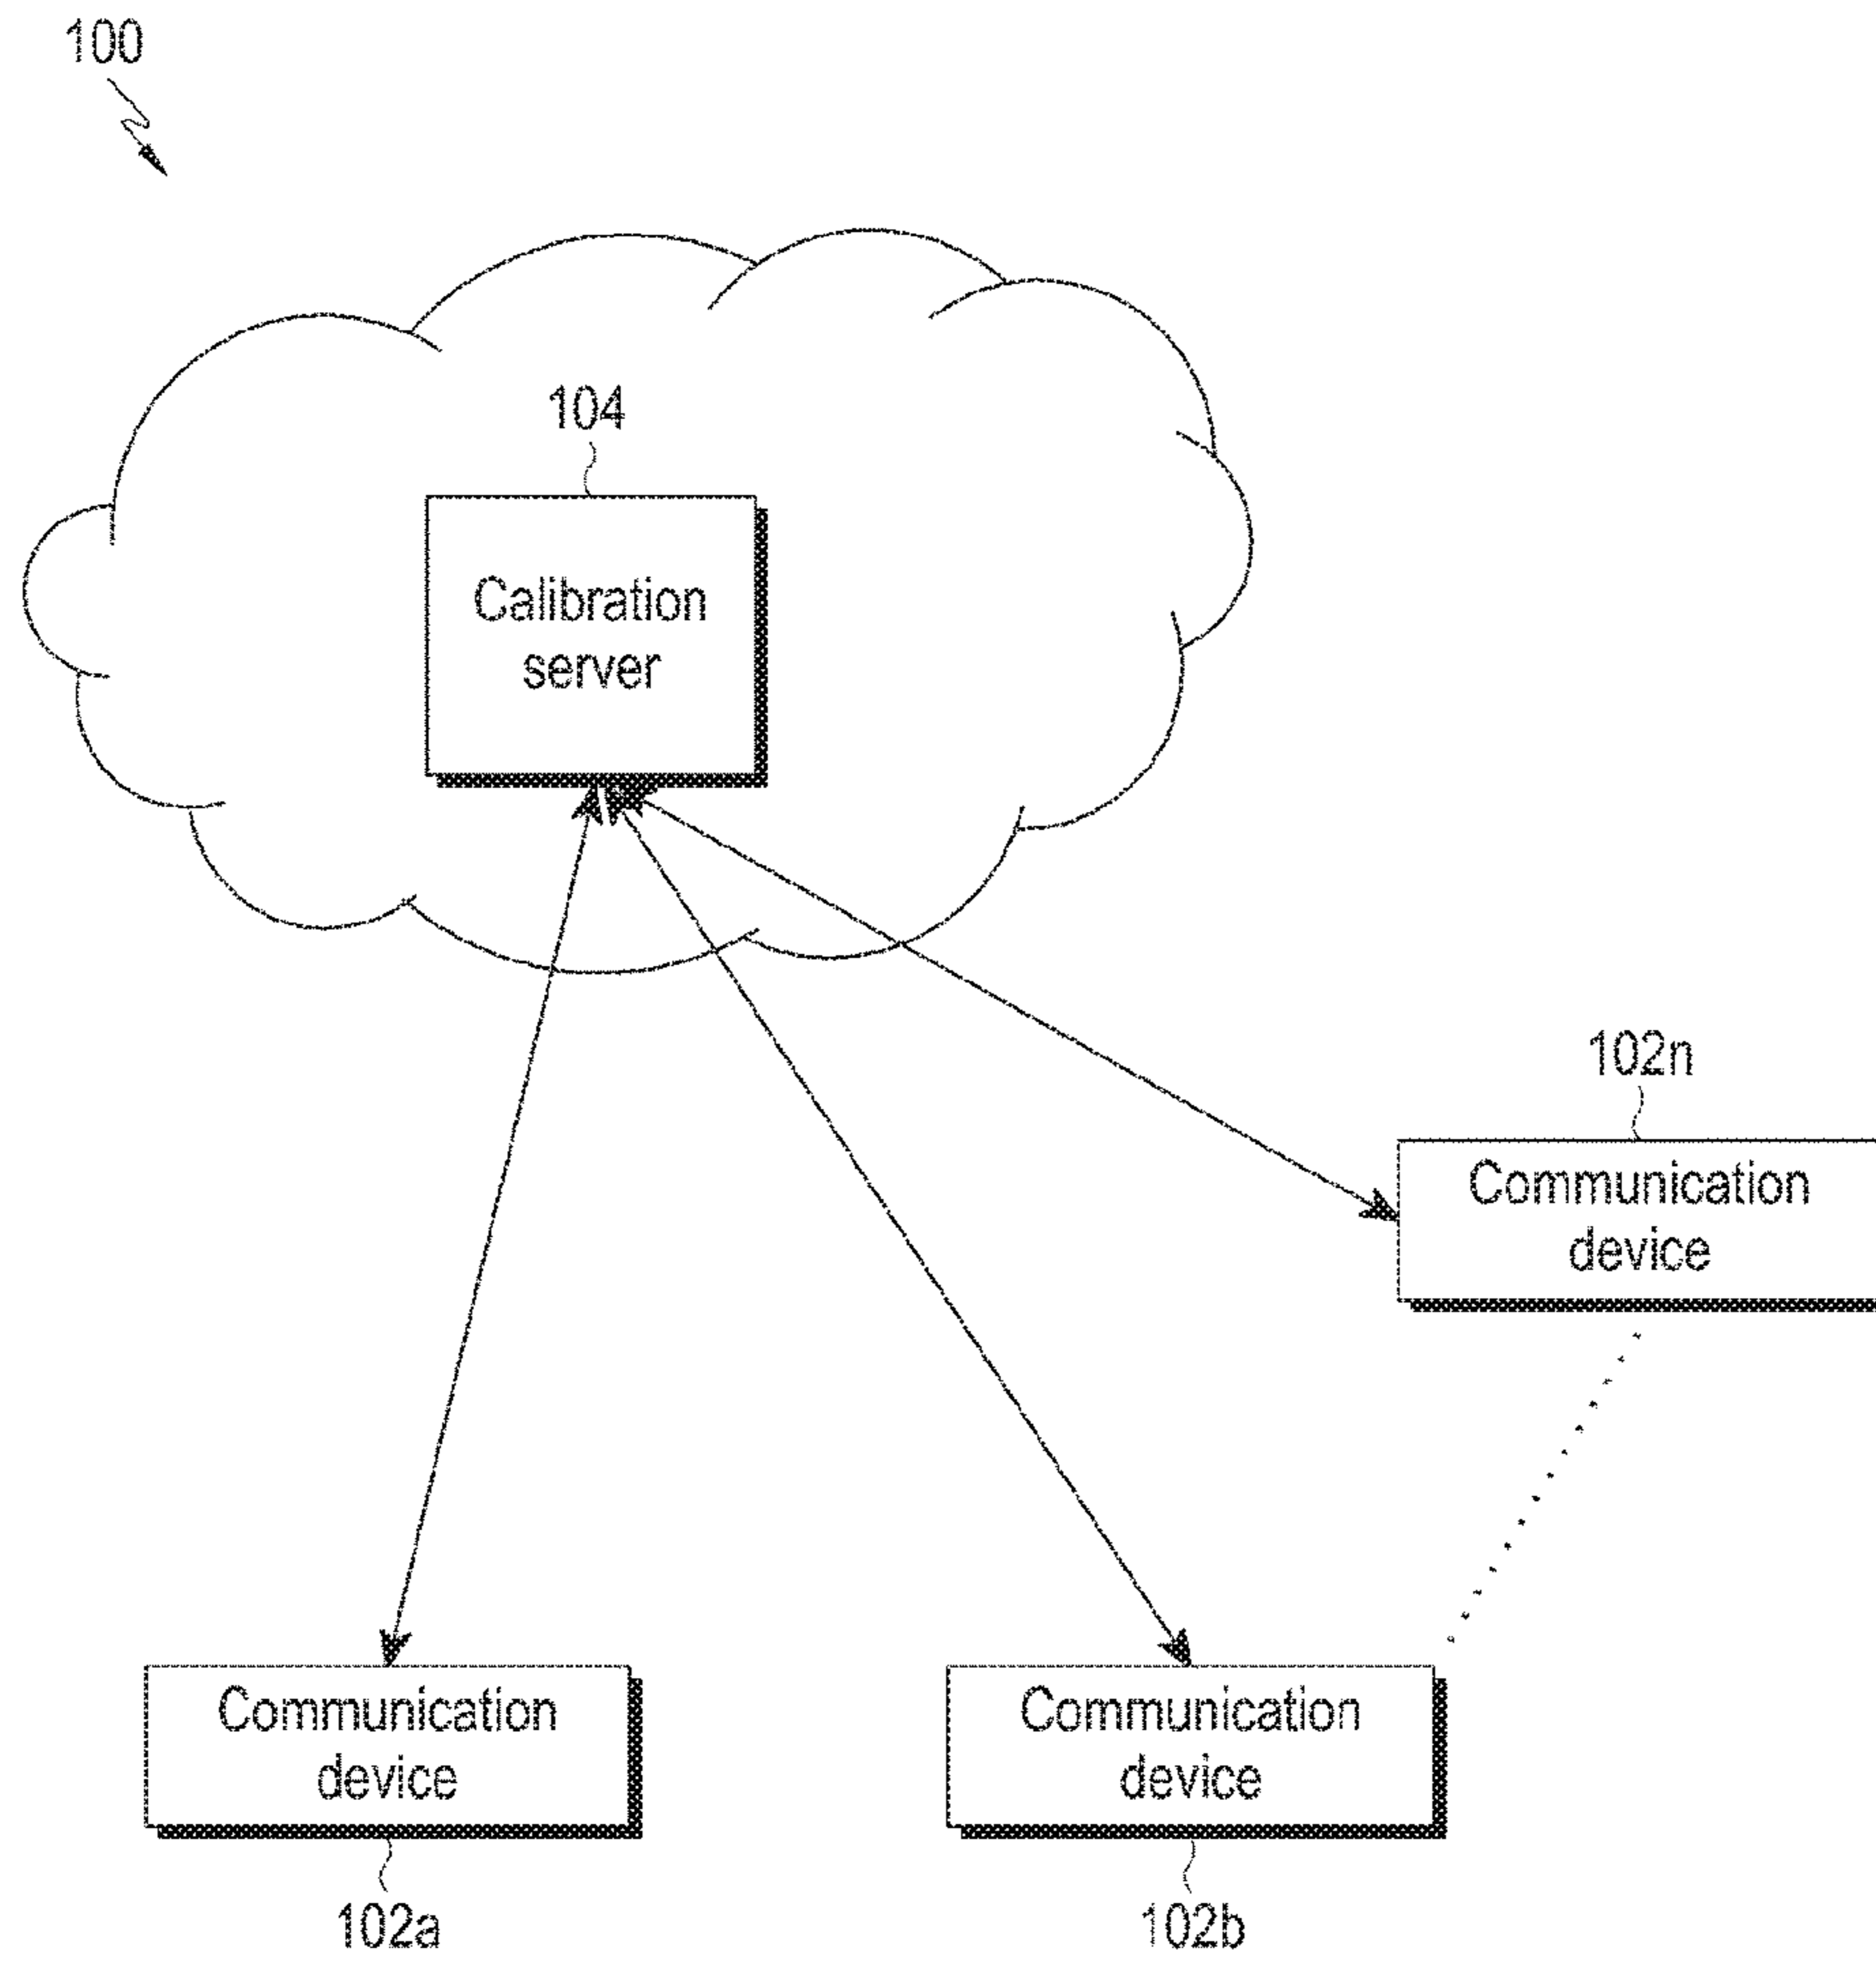 100
104
Calibration
server
102n
Communication
device
Communication
device
Communication
device
102a
102b